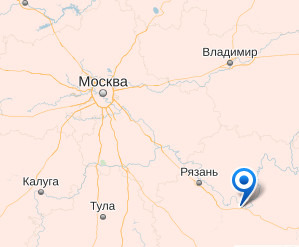 Владимир
Москва
Рязань
Калуга
Тула